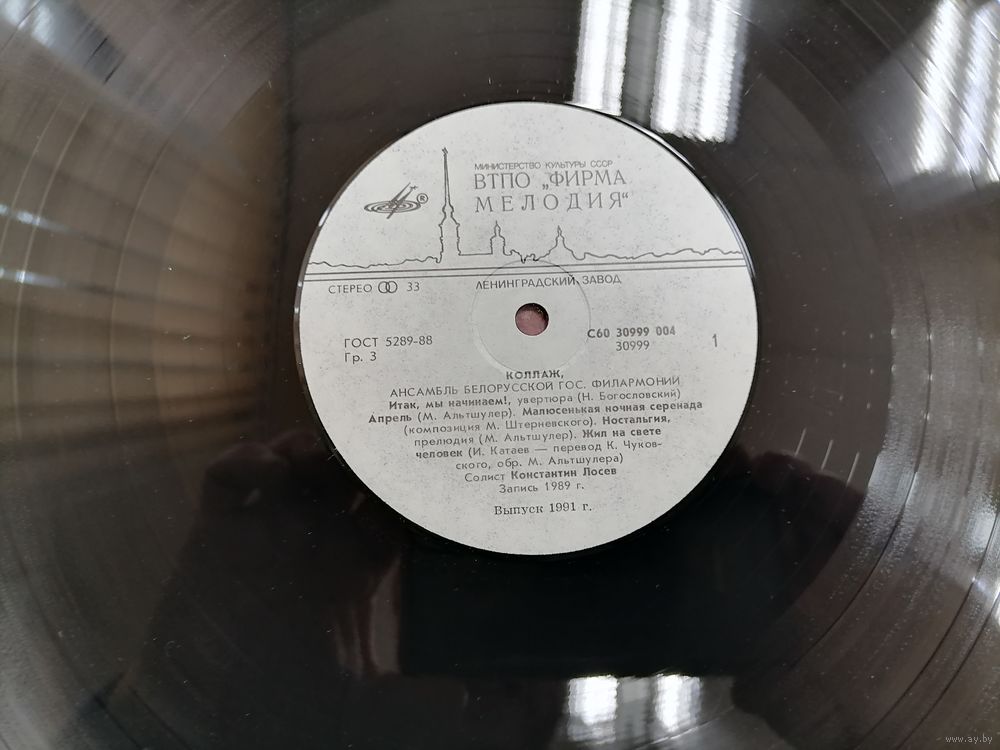 МИНИСТЕРСТВО КУЛЬТУРЫ СССР
ВТПО „ФИРМА
МЕЛОДИЯ“
®
СТЕРЕО 33
ЛЕНИНГРАДСКИЙ ЗАВОД
ГОСТ 5289-88
Гр. 3
С60 30999 004
30999
1
КОЛЛАЖ,
АНСАМБЛЬ БЕЛОРУССКОЙ ГОС. ФИЛАРМОНИИ
Итак, мы начинаем!, увертюра (Н. Богословский)
Апрель (М. Альтшулер). Малюсенькая ночная серенада
(композиция М. Штерневского). Ностальгия,
прелюдия (М. Альтшулер). Жил на свете
человек (И. Катаев — перевод К. Чуков-
ского, обр. М. Альтшулера)
Солист Константин Лосев
Запись 1989 г.
Выпуск 1991 г.
www.ay.by